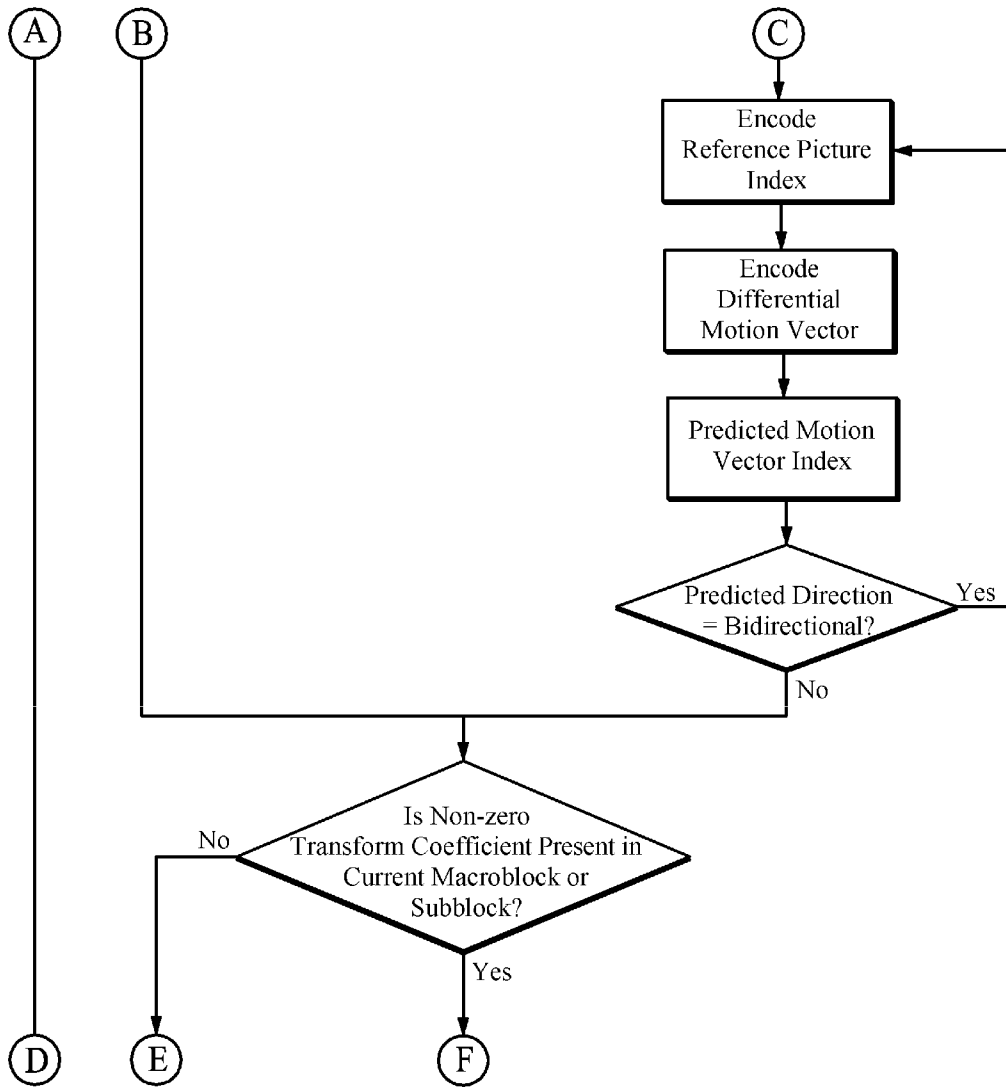 A
B
C
Encode
Reference Picture
Index
Encode
Differential
Motion Vector
Predicted Motion
Vector Index
Predicted Direction
= Bidirectional?
Yes
No
Is Non-zero
Transform Coefficient Present in
Current Macroblock or
Subblock?
No
Yes
D
E
F